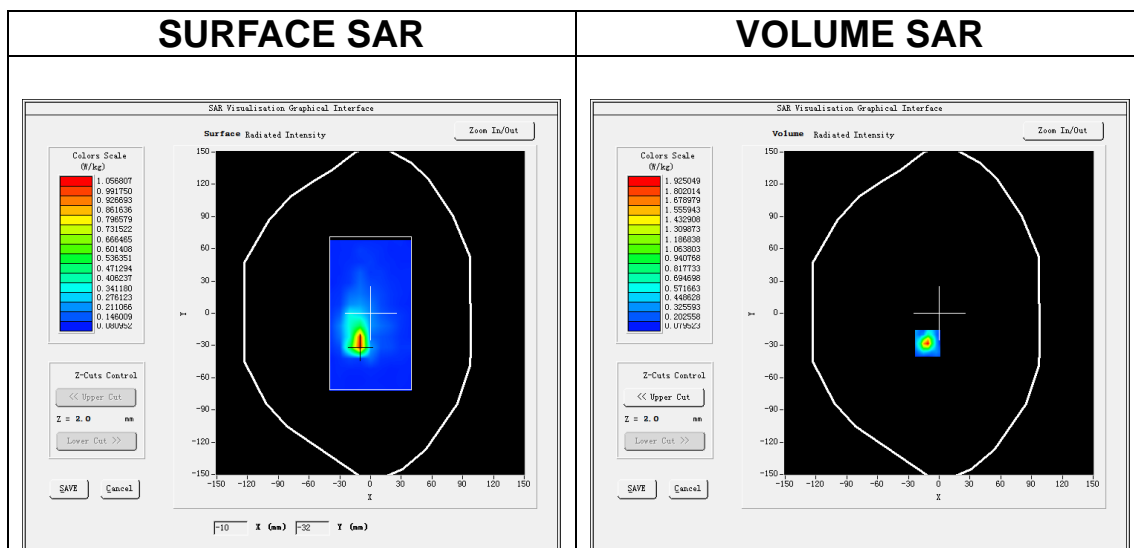 SURFACE SAR
VOLUME SAR
SAR Visualisation Graphical Interface
Surface Radiated Intensity
Zoom In/Out
Colors Scale
(W/kg)
1.056807
0.991750
0.926693
0.861636
0.796579
0.731522
0.666465
0.601408
0.536351
0.471294
0.406237
0.341180
0.276123
0.211066
0.146009
0.080952
Z-Cuts Control
<< Upper Cut
Z = 2.0 mm
Lower Cut >>
SAVE Cancel
150
120
90
60
30
0
-30
-60
-90
-120
-150
Y
-150 -120 -90 -60 -30 0 30 60 90 120 150
X
-10 X (mm) -32 Y (mm)
SAR Visualisation Graphical Interface
Volume Radiated Intensity
Zoom In/Out
Colors Scale
(W/kg)
1.925049
1.802014
1.678979
1.555943
1.432908
1.309873
1.186838
1.063803
0.940768
0.817733
0.694698
0.571663
0.448628
0.325593
0.202558
0.079523
Z-Cuts Control
<< Upper Cut
Z = 2.0 mm
Lower Cut >>
SAVE Cancel
150
120
90
60
30
0
-30
-60
-90
-120
-150
Y
-150 -120 -90 -60 -30 0 30 60 90 120 150
X